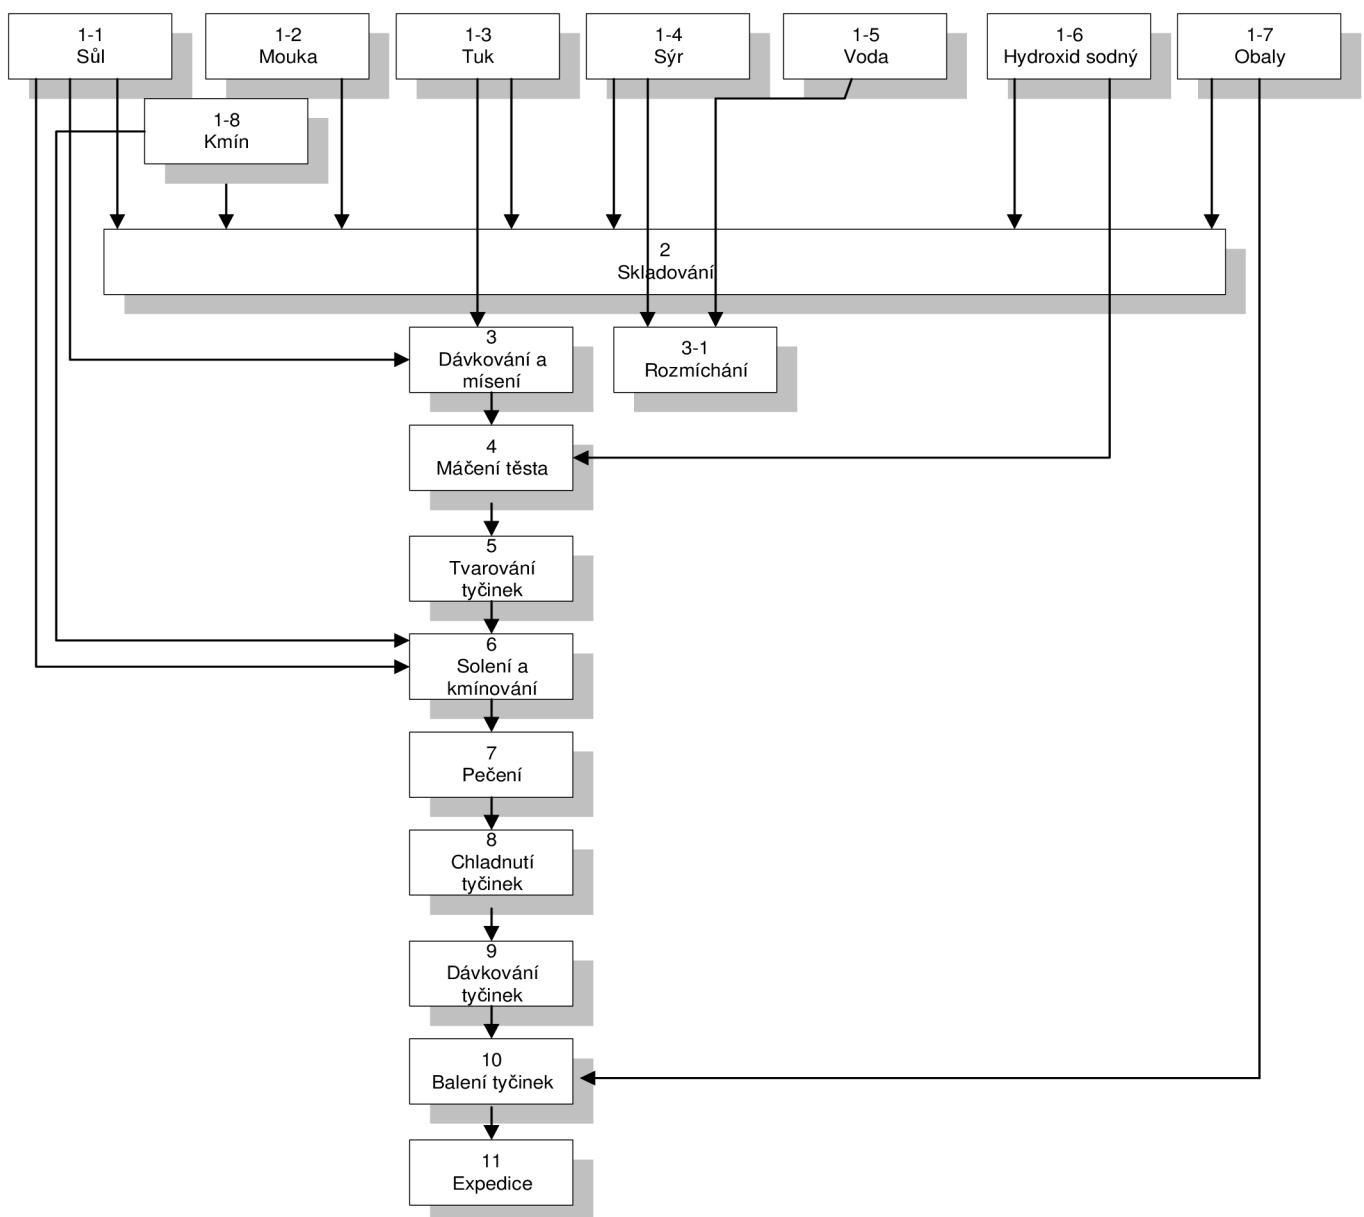 1-1
Sůl
1-2
Mouka
1-3
Tuk
1-4
Sýr
1-5
Voda
1-6
Hydroxid sodný
1-7
Obaly
1-8
Kmín
2
Skladování
3
Dávkování a
mísení
3-1
Rozmíchání
4
Máčení těsta
5
Tvarování
tyčinek
6
Solení a
kmínování
7
Pečení
8
Chladnutí
tyčinek
9
Dávkování
tyčinek
10
Balení tyčinek
11
Expedice